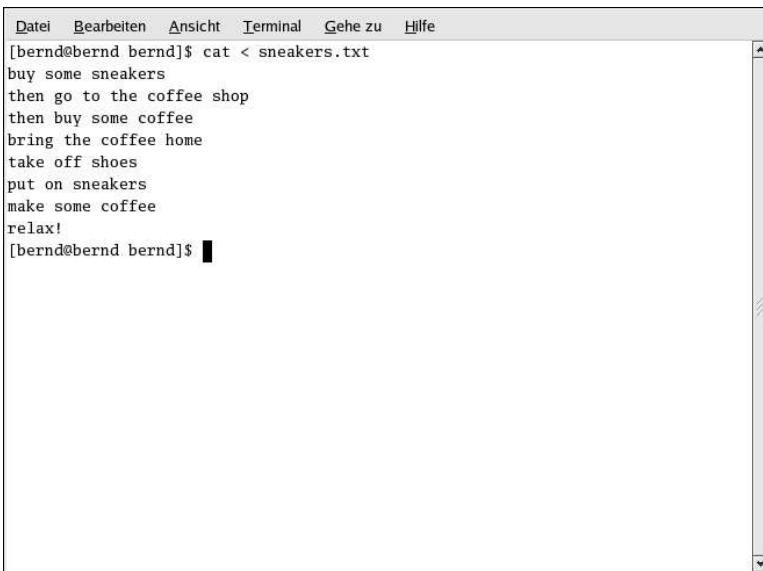 Datei Bearbeiten Ansicht Terminal Gehe zu Hilfe
[bernd@bernd bernd]$ cat < sneakers.txt
buy some sneakers
then go to the coffee shop
then buy some coffee
bring the coffee home
take off shoes
put on sneakers
make some coffee
relax!
[bernd@bernd bernd]$